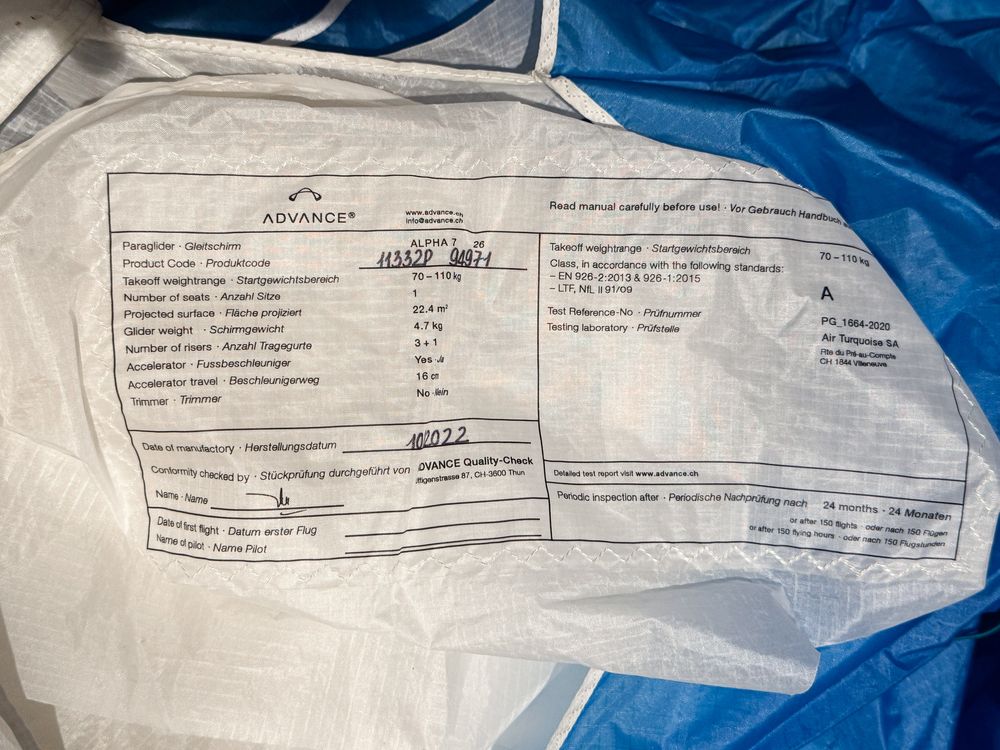 ADVANCE®
www.advance.ch
info@advance.ch
Read manual carefully before use! · Vor Gebrauch Handbuch
Paraglider · Gleitschirm ALPHA 7 26
Product Code · Produktcode 11332P 94971
Takeoff weightrange · Startgewichtsbereich 70 – 110 kg
Number of seats · Anzahl Sitze 1
Projected surface · Fläche projiziert 22.4 m²
Glider weight · Schirmgewicht 4.7 kg
Number of risers · Anzahl Tragegurte 3 + 1
Accelerator · Fussbeschleuniger Yes · Ja
Accelerator travel · Beschleunigerweg 16 cm
Trimmer · Trimmer No · Nein
Date of manufactory · Herstellungsdatum 102022
Conformity checked by · Stückprüfung durchgeführt von DVANCE Quality-Check
ttigenstrasse 87, CH-3600 Thun
Name · Name
Date of first flight · Datum erster Flug
Name of pilot · Name Pilot
Takeoff weightrange · Startgewichtsbereich 70 – 110 kg
Class, in accordance with the following standards:
– EN 926-2:2013 & 926-1:2015
– LTF, NfL II 91/09
A
Test Reference-No · Prüfnummer PG_1664-2020
Testing laboratory · Prüfstelle Air Turquoise SA
Rte du Pré-au-Comte
CH 1844 Villeneuve
Detailed test report visit www.advance.ch
Periodic inspection after · Periodische Nachprüfung nach 24 months · 24 Monaten
or after 150 flights · oder nach 150 Flügen
or after 150 flying hours · oder nach 150 Flugstunden